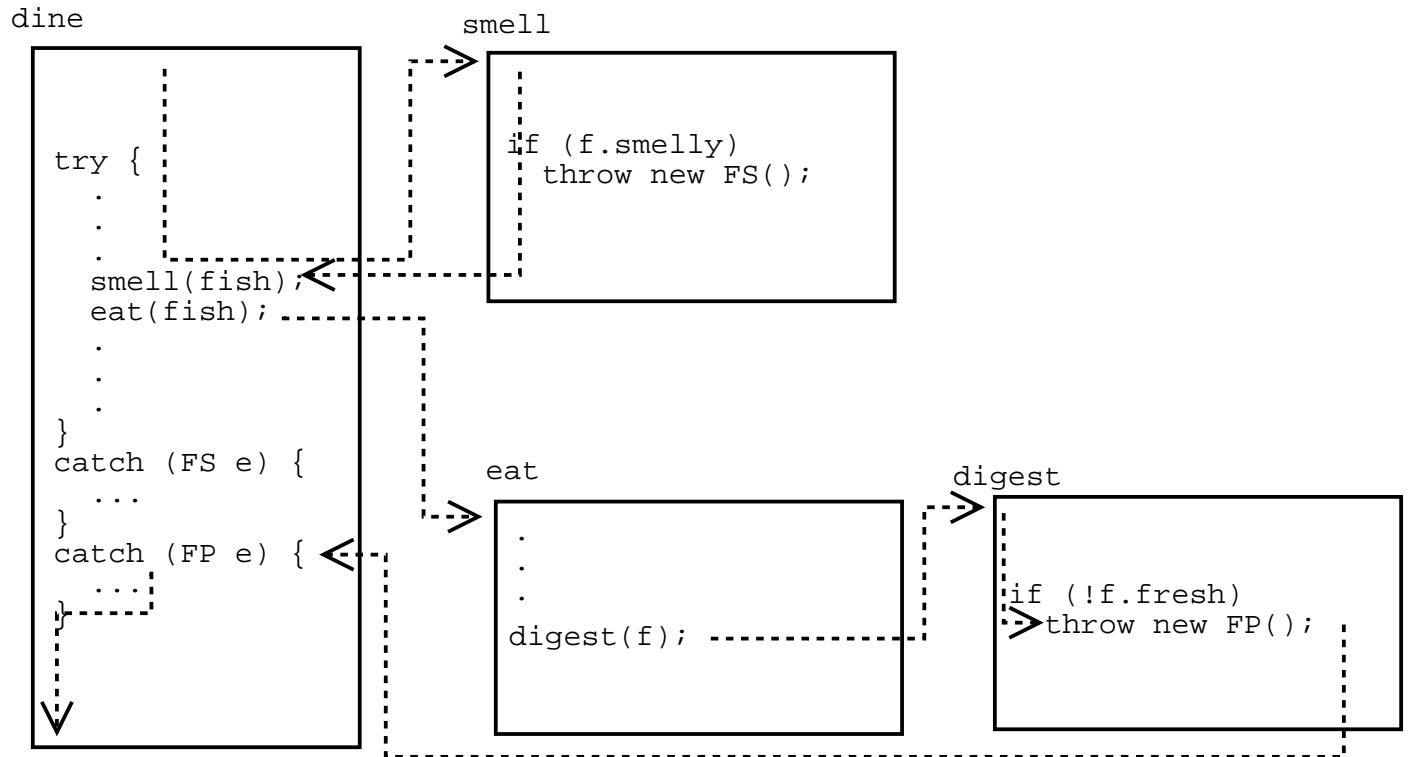 dine
try {
.
.
.
smell(fish);
eat(fish);
.
.
.
}
catch (FS e) {
...
}
catch (FP e) {
...
}
smell
if (f.smelly)
throw new FS();
eat
.
.
.
digest(f);
digest
if (!f.fresh)
throw new FP();